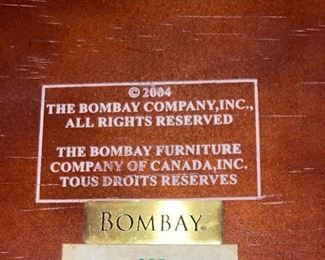 © 2004
THE BOMBAY COMPANY,INC.,
ALL RIGHTS RESERVED
THE BOMBAY FURNITURE
COMPANY OF CANADA,INC.
TOUS DROITS RESERVES
BOMBAY®